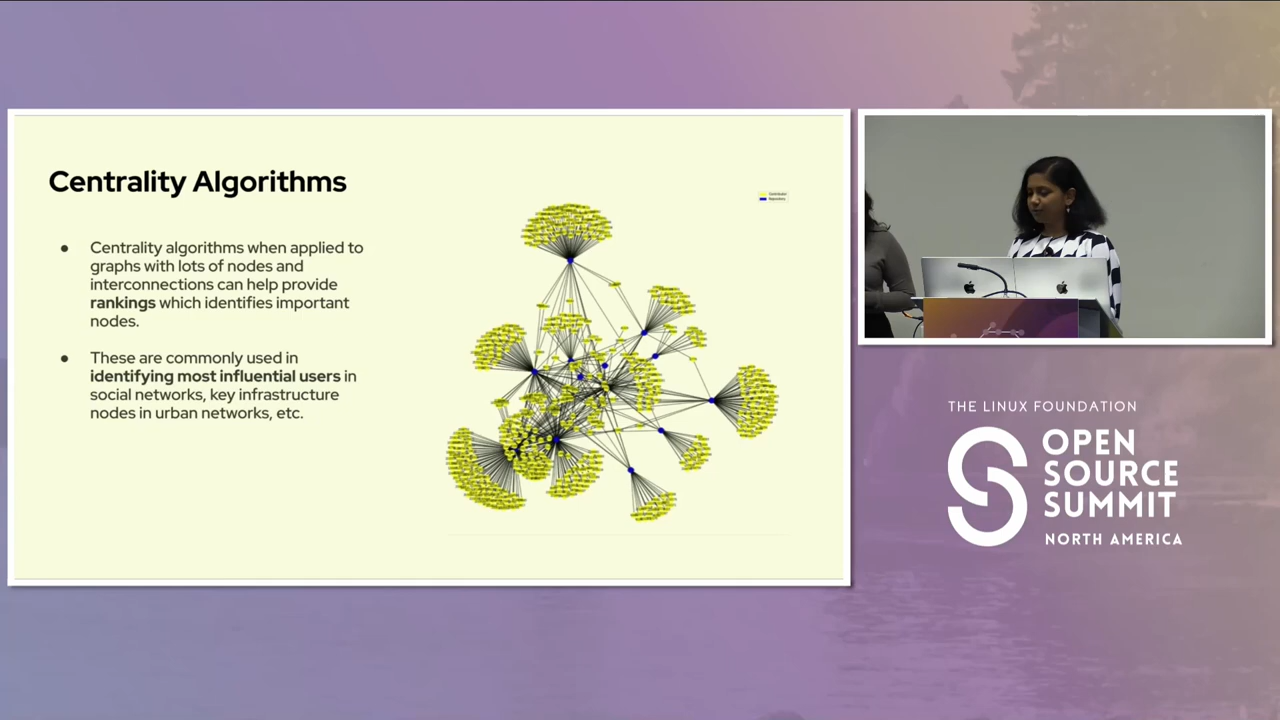 Centrality Algorithms
● Centrality algorithms when applied to
graphs with lots of nodes and
interconnections can help provide
rankings which identifies important
nodes.
● These are commonly used in
identifying most influential users in
social networks, key infrastructure
nodes in urban networks, etc.
Contributor
Repository
THE LINUX FOUNDATION
OPEN
SOURCE
SUMMIT
NORTH AMERICA